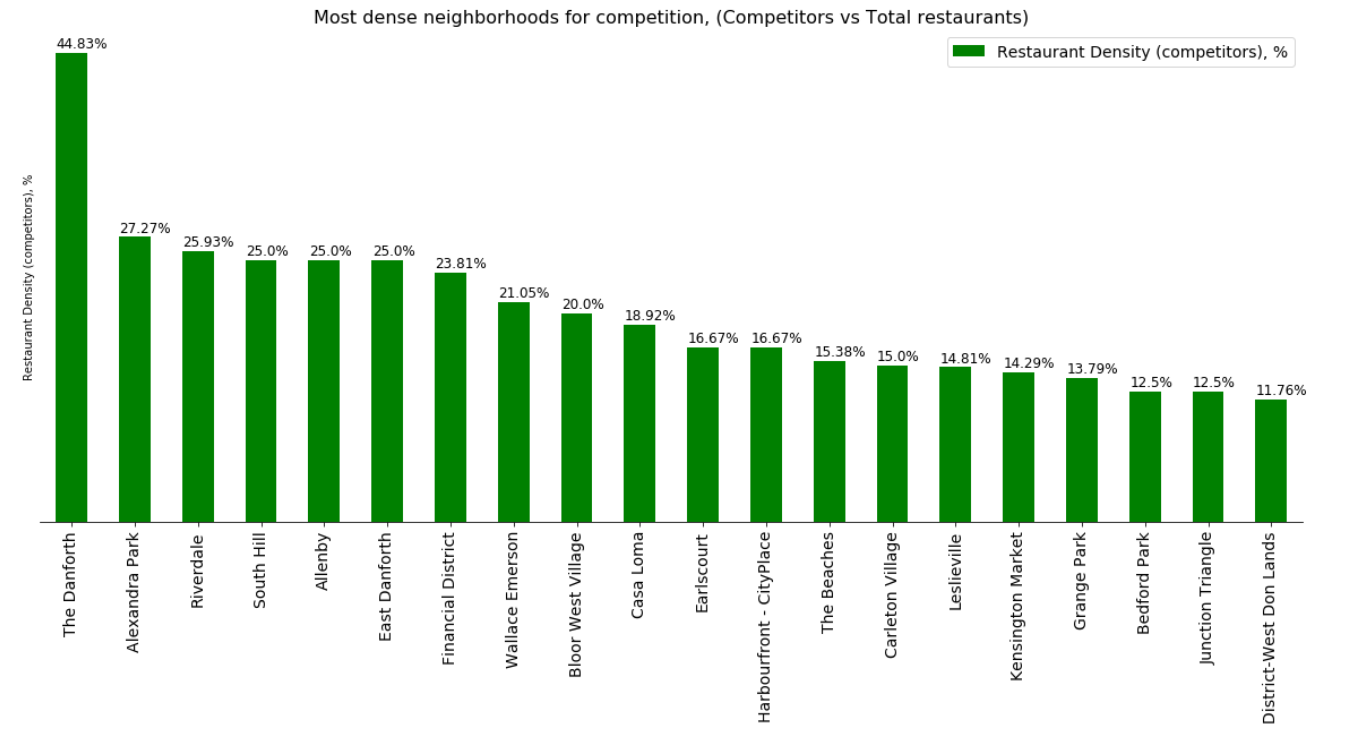 Most dense neighborhoods for competition, (Competitors vs Total restaurants)
Restaurant Density (competitors), %
Restaurant Density (competitors), %
44.83%
27.27%
25.93%
25.0%
25.0%
25.0%
23.81%
21.05%
20.0%
18.92%
16.67%
16.67%
15.38%
15.0%
14.81%
14.29%
13.79%
12.5%
12.5%
11.76%
The Danforth
Alexandra Park
Riverdale
South Hill
Allenby
East Danforth
Financial District
Wallace Emerson
Bloor West Village
Casa Loma
Earlscourt
Harbourfront - CityPlace
The Beaches
Carleton Village
Leslieville
Kensington Market
Grange Park
Bedford Park
Junction Triangle
District-West Don Lands